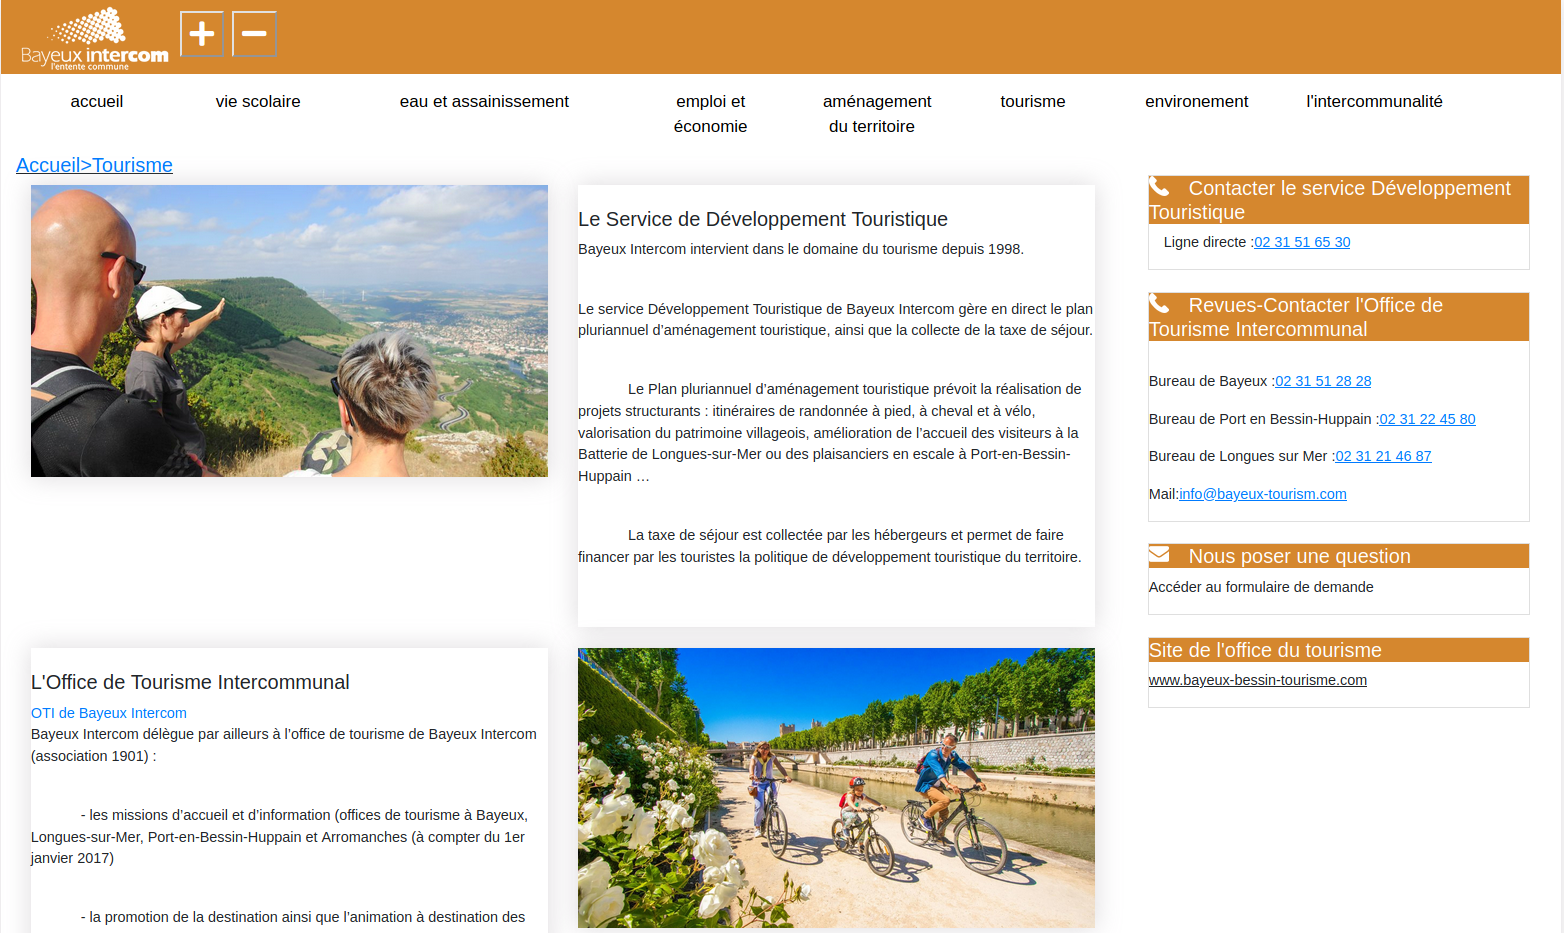 Bayeux intercom
l'entente commune
accueil
vie scolaire
eau et assainissement
emploi et
économie
aménagement
du territoire
tourisme
environement
l'intercommunalité
Accueil>Tourisme
Le Service de Développement Touristique
Bayeux Intercom intervient dans le domaine du tourisme depuis 1998.
Le service Développement Touristique de Bayeux Intercom gère en direct le plan
pluriannuel d’aménagement touristique, ainsi que la collecte de la taxe de séjour.
Le Plan pluriannuel d’aménagement touristique prévoit la réalisation de
projets structurants : itinéraires de randonnée à pied, à cheval et à vélo,
valorisation du patrimoine villageois, amélioration de l’accueil des visiteurs à la
Batterie de Longues-sur-Mer ou des plaisanciers en escale à Port-en-Bessin-
Huppain …
La taxe de séjour est collectée par les hébergeurs et permet de faire
financer par les touristes la politique de développement touristique du territoire.
L'Office de Tourisme Intercommunal
OTI de Bayeux Intercom
Bayeux Intercom délègue par ailleurs à l’office de tourisme de Bayeux Intercom
(association 1901) :
- les missions d’accueil et d’information (offices de tourisme à Bayeux,
Longues-sur-Mer, Port-en-Bessin-Huppain et Arromanches (à compter du 1er
janvier 2017)
- la promotion de la destination ainsi que l’animation à destination des
Contacter le service Développement
Touristique
Ligne directe :02 31 51 65 30
Revues-Contacter l'Office de
Tourisme Intercommunal
Bureau de Bayeux :02 31 51 28 28
Bureau de Port en Bessin-Huppain :02 31 22 45 80
Bureau de Longues sur Mer :02 31 21 46 87
Mail:info@bayeux-tourism.com
Nous poser une question
Accéder au formulaire de demande
Site de l'office du tourisme
www.bayeux-bessin-tourisme.com